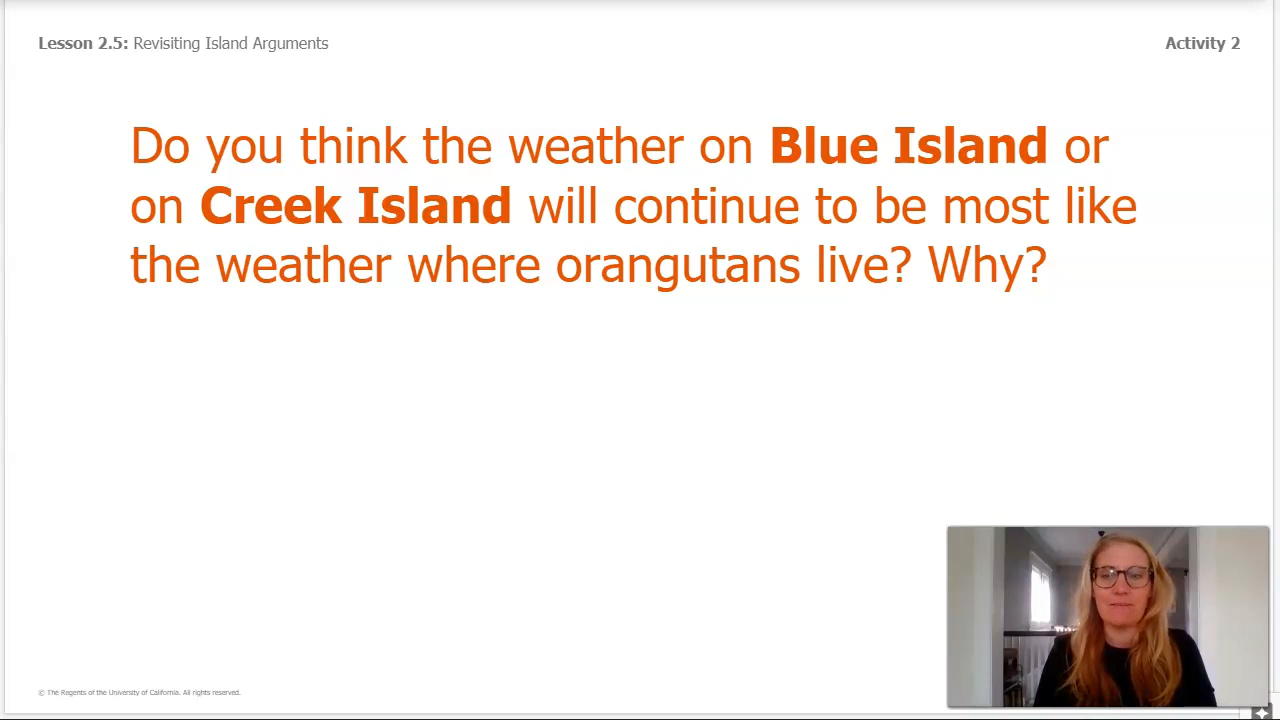 Lesson 2.5: Revisiting Island Arguments
Activity 2
Do you think the weather on Blue Island or
on Creek Island will continue to be most like
the weather where orangutans live? Why?
© The Regents of the University of California. All rights reserved.